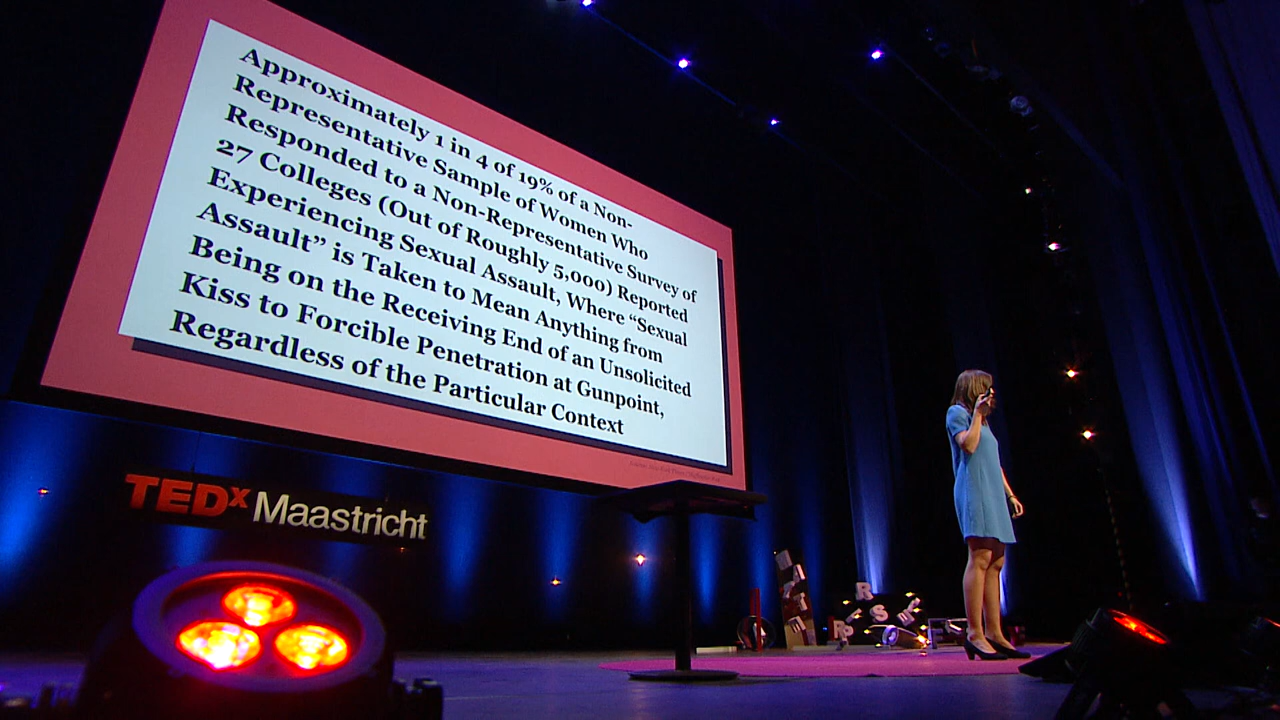 Approximately 1 in 4 of 19% of a Non-
Representative Sample of Women Who
Responded to a Non-Representative Survey of
27 Colleges (Out of Roughly 5,000) Reported
Experiencing Sexual Assault, Where “Sexual
Assault” is Taken to Mean Anything from
Being on the Receiving End of an Unsolicited
Kiss to Forcible Penetration at Gunpoint,
Regardless of the Particular Context
TEDx Maastricht